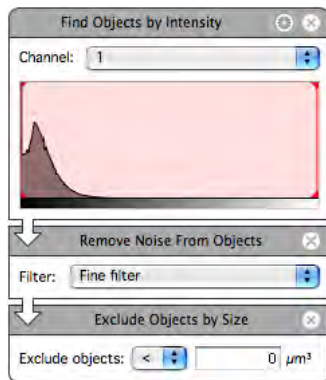 Find Objects by Intensity
Channel: 1
Remove Noise From Objects
Filter: Fine filter
Exclude Objects by Size
Exclude objects: < 0 μm³